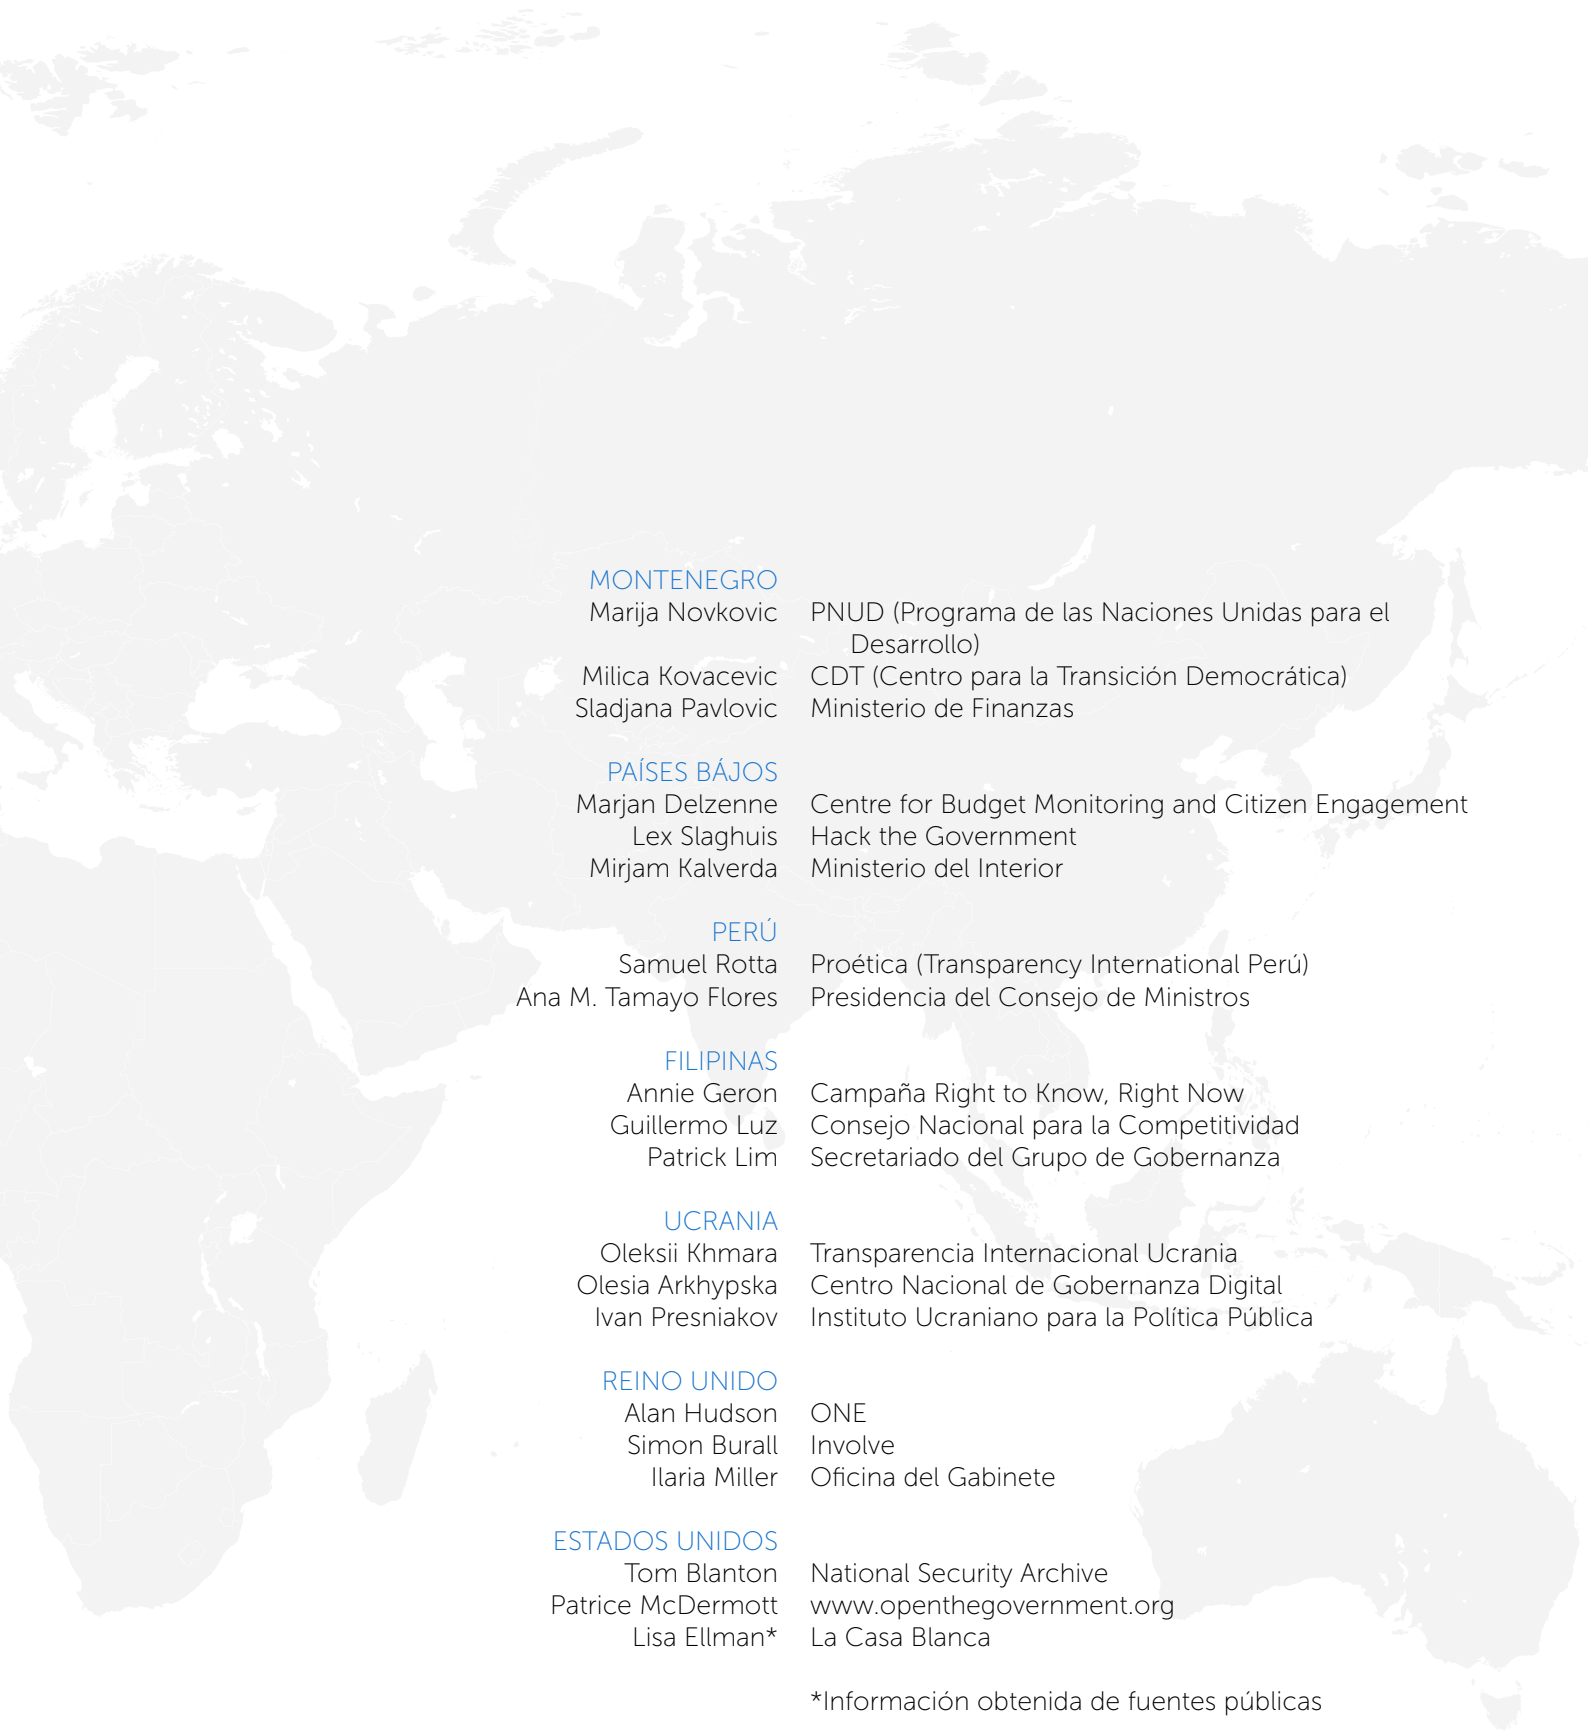 MONTENEGRO
Marija Novkovic PNUD (Programa de las Naciones Unidas para el
Desarrollo)
Milica Kovacevic CDT (Centro para la Transición Democrática)
Sladjana Pavlovic Ministerio de Finanzas
PAÍSES BÁJOS
Marjan Delzenne Centre for Budget Monitoring and Citizen Engagement
Lex Slaghuis Hack the Government
Mirjam Kalverda Ministerio del Interior
PERÚ
Samuel Rotta Proética (Transparency International Perú)
Ana M. Tamayo Flores Presidencia del Consejo de Ministros
FILIPINAS
Annie Geron Campaña Right to Know, Right Now
Guillermo Luz Consejo Nacional para la Competitividad
Patrick Lim Secretariado del Grupo de Gobernanza
UCRANIA
Oleksii Khmara Transparencia Internacional Ucrania
Olesia Arkhypska Centro Nacional de Gobernanza Digital
Ivan Presniakov Instituto Ucraniano para la Política Pública
REINO UNIDO
Alan Hudson ONE
Simon Burall Involve
Ilaria Miller Oficina del Gabinete
ESTADOS UNIDOS
Tom Blanton National Security Archive
Patrice McDermott www.openthegovernment.org
Lisa Ellman* La Casa Blanca
*Información obtenida de fuentes públicas